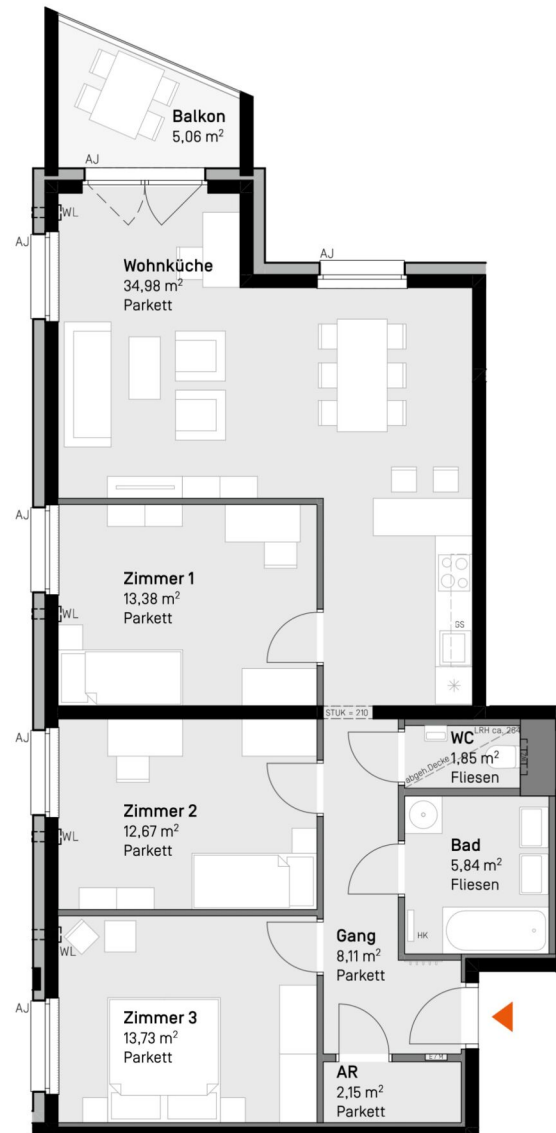 Balkon
5,06 m²
AJ
WL
AJ
AJ
Wohnküche
34,98 m²
Parkett
AJ
Zimmer 1
13,38 m²
Parkett
WL
GS
STUK = 210
AJ
Zimmer 2
12,67 m²
Parkett
WL
LRH ca. 264
abgeh.Decke
WC
1,85 m²
Fliesen
Bad
5,84 m²
Fliesen
HK
Gang
8,11 m²
Parkett
WL
AJ
Zimmer 3
13,73 m²
Parkett
E / M
AR
2,15 m²
Parkett